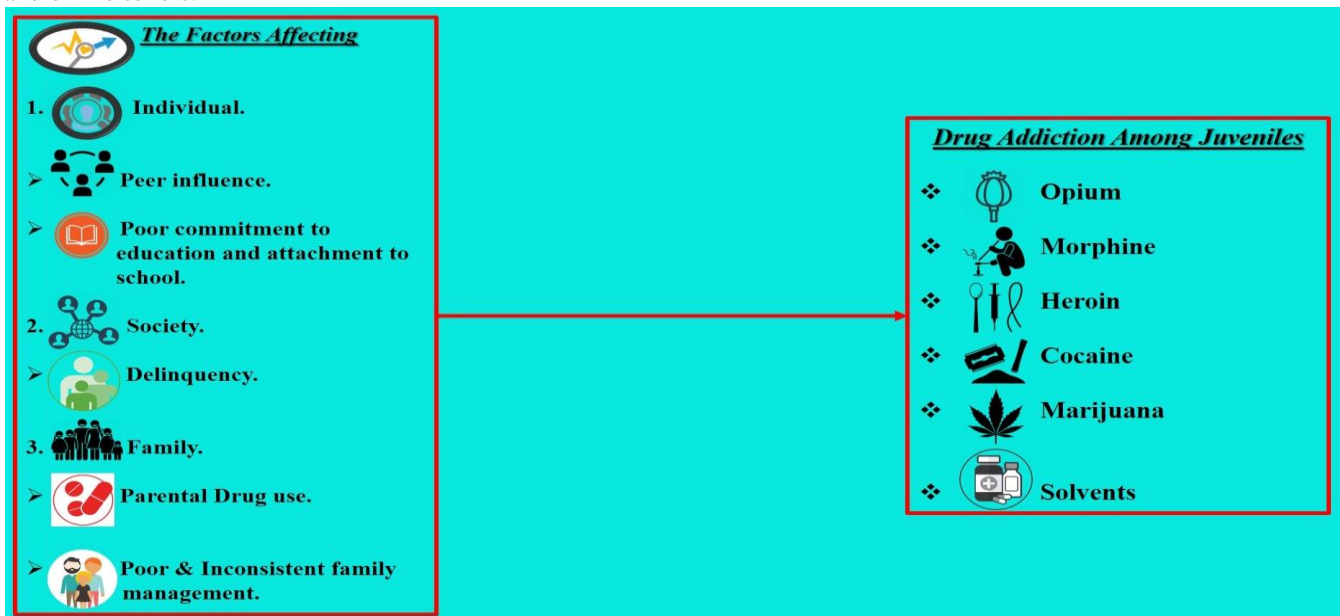 The Factors Affecting
1. Individual.
➢ Peer influence.
➢ Poor commitment to
education and attachment to
school.
2. Society.
➢ Delinquency.
3. Family.
➢ Parental Drug use.
➢ Poor & Inconsistent family
management.
Drug Addiction Among Juveniles
❖ Opium
❖ Morphine
❖ Heroin
❖ Cocaine
❖ Marijuana
❖ Solvents